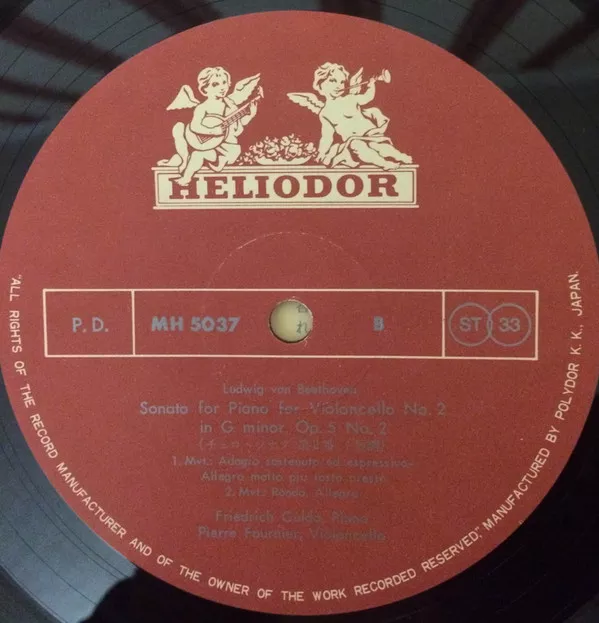 HELIODOR
P. D.
MH 5037
B
ST 33
Ludwig von Beethoven
Sonata for Piano for Violoncello No. 2
in G minor, Op. 5 No. 2
1. Mvt.: Adagio sostenuto ed espressivo-
Allegro molto più tosto presto
2. Mvt.: Rondo. Allegro
Friedrich Gulda, Piano
Pierre Fournier, Violoncello
"ALL RIGHTS OF THE RECORD MANUFACTURER AND OF THE OWNER OF THE WORK RECORDED RESERVED." MANUFACTURED BY POLYDOR K. K., JAPAN.